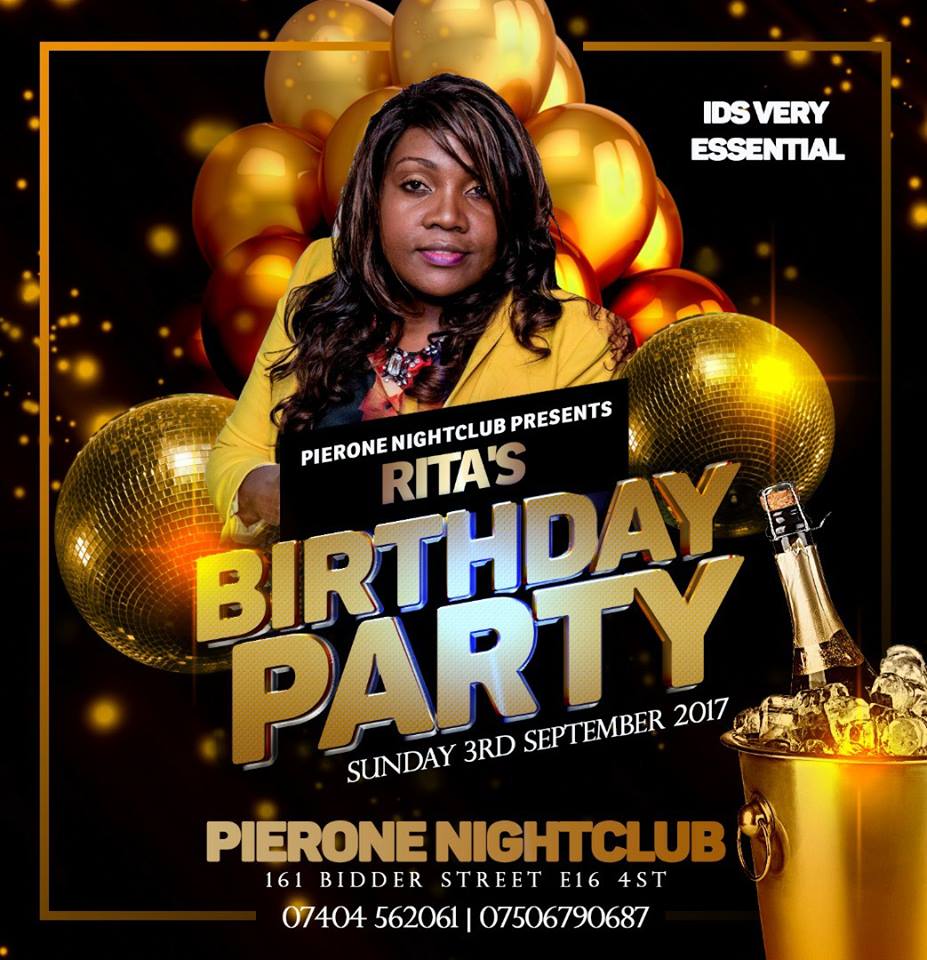 IDS VERY
ESSENTIAL
PIERONE NIGHTCLUB PRESENTS
RITA'S
BIRTHDAY
PARTY
SUNDAY 3RD SEPTEMBER 2017
PIERONE NIGHTCLUB
161 BIDDER STREET E16 4ST
07404 562061 | 07506790687